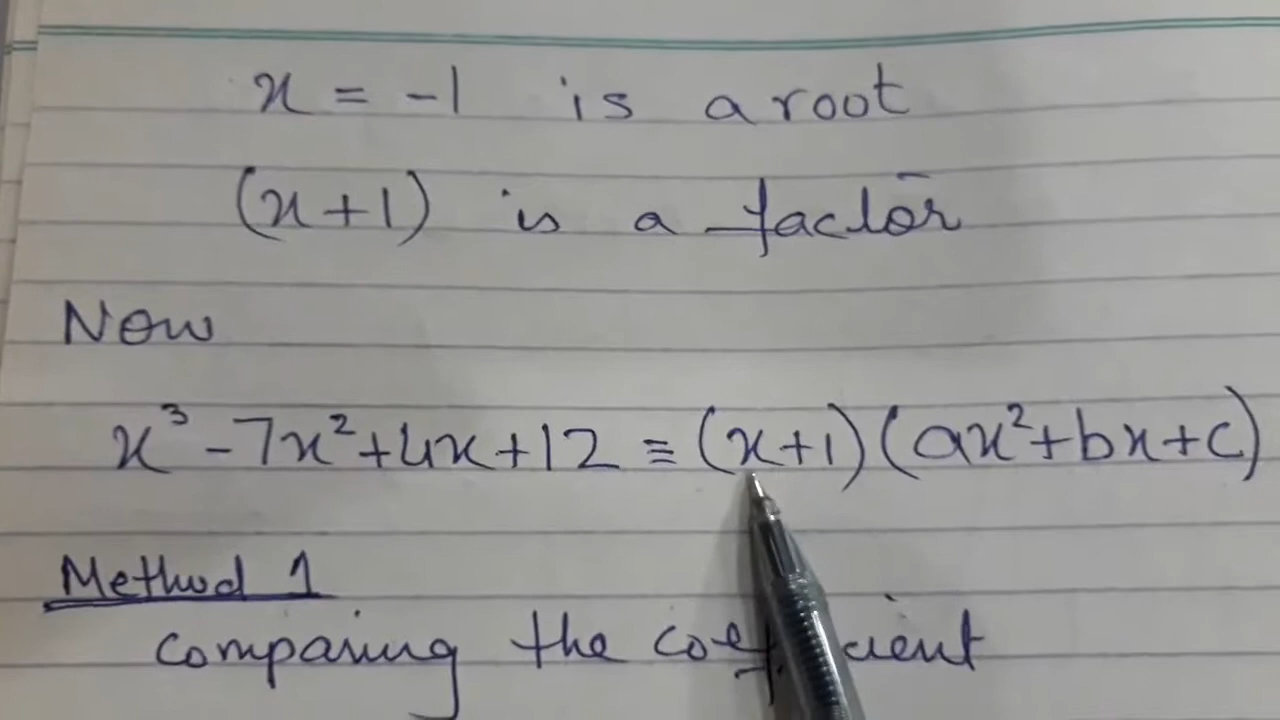 x = -1 is a root
(x+1) is a factor
Now
x³ - 7x² + 4x + 12 ≡ (x+1)(ax² + bx + c)
Method 1
comparing the